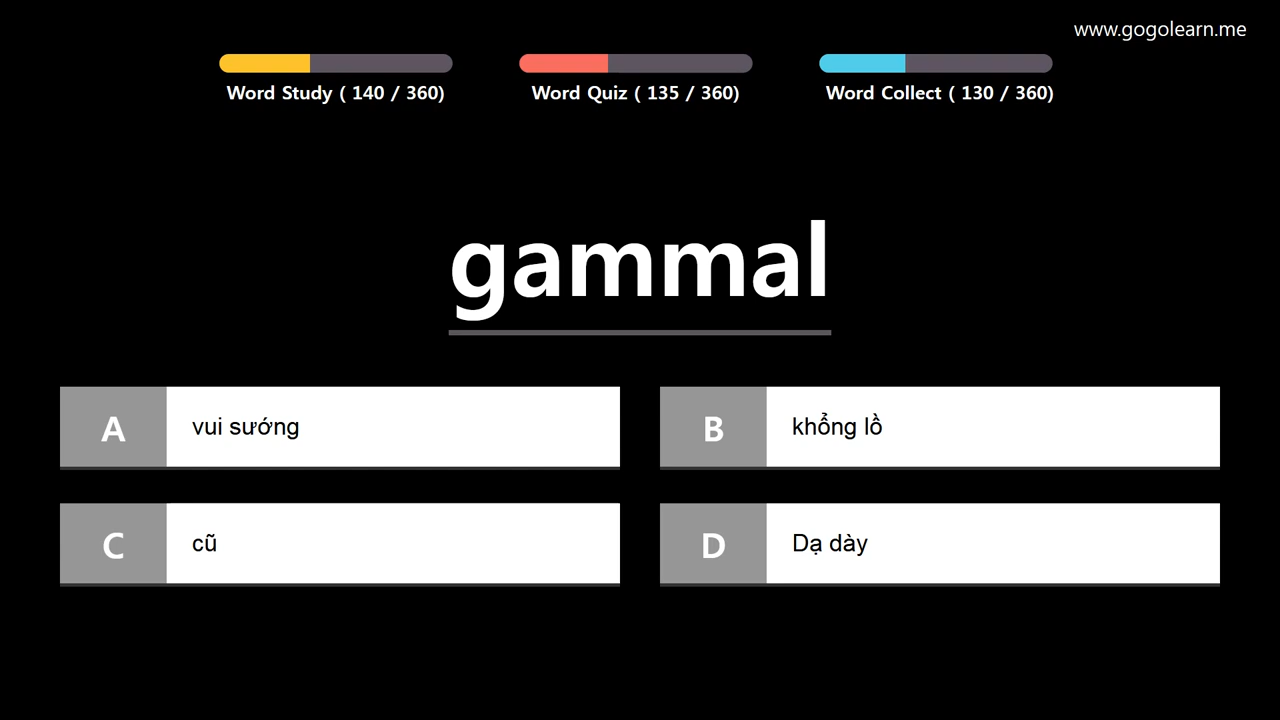 www.gogolearn.me
Word Study ( 140 / 360)
Word Quiz ( 135 / 360)
Word Collect ( 130 / 360)
gammal
A vui sướng
B khổng lồ
C cũ
D Dạ dày